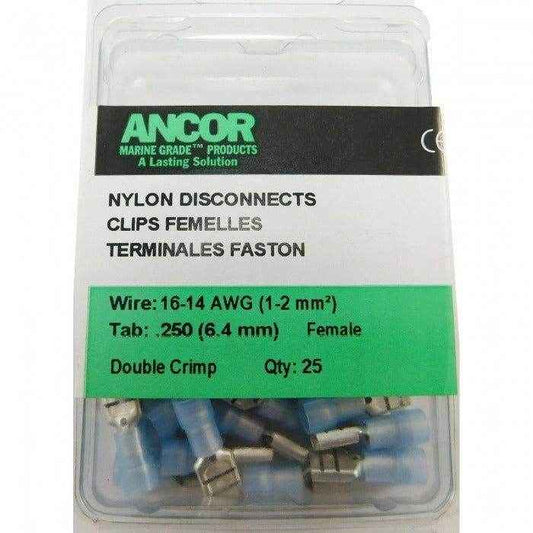 ANCOR
MARINE GRADE™ PRODUCTS
A Lasting Solution
CE
NYLON DISCONNECTS
CLIPS FEMELLES
TERMINALES FASTON
Wire: 16-14 AWG (1-2 mm²)
Tab: .250 (6.4 mm) Female
Double Crimp Qty: 25